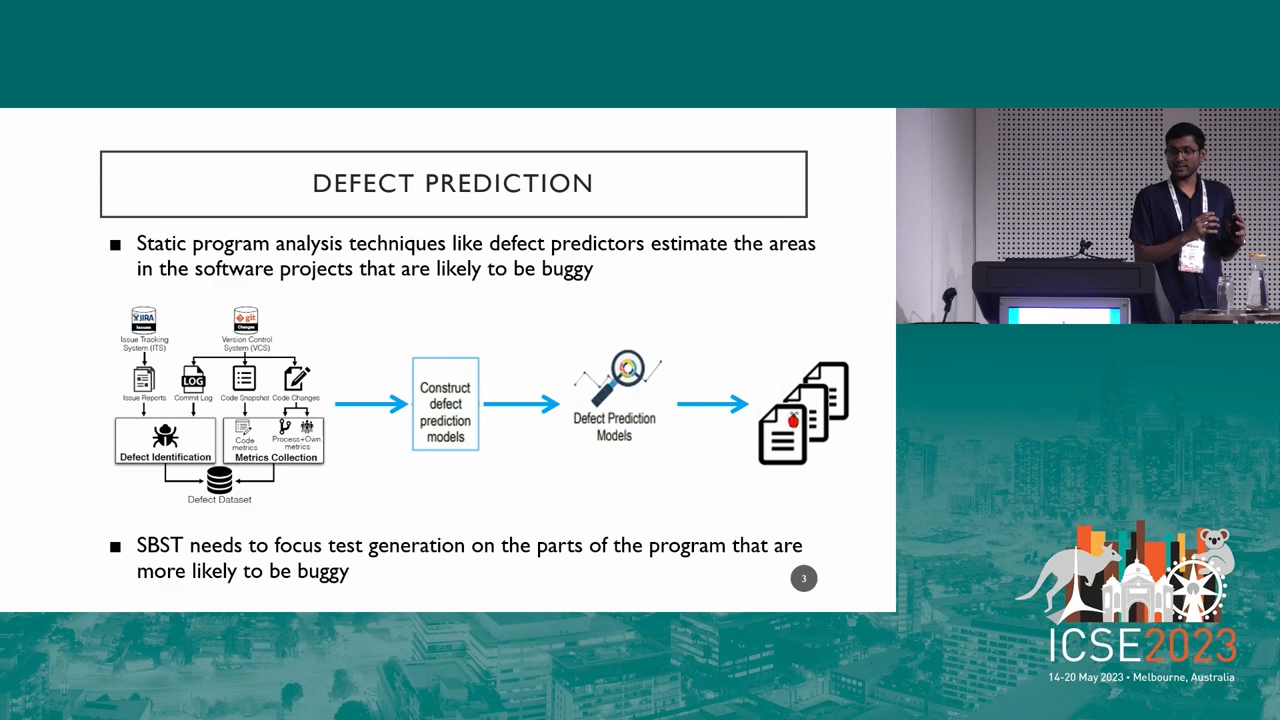 DEFECT PREDICTION
Static program analysis techniques like defect predictors estimate the areas
in the software projects that are likely to be buggy
JIRA
Issues
git
Changes
Issue Tracking
System (ITS)
Version Control
System (VCS)
LOG
Issue Reports
Commit Log
Code Snapshot
Code Changes
Code
metrics
Process+Own.
metrics
Defect Identification
Metrics Collection
Defect Dataset
Construct
defect
prediction
models
Defect Prediction
Models
SBST needs to focus test generation on the parts of the program that are
more likely to be buggy
3
ICSE2023
14-20 May 2023 • Melbourne, Australia